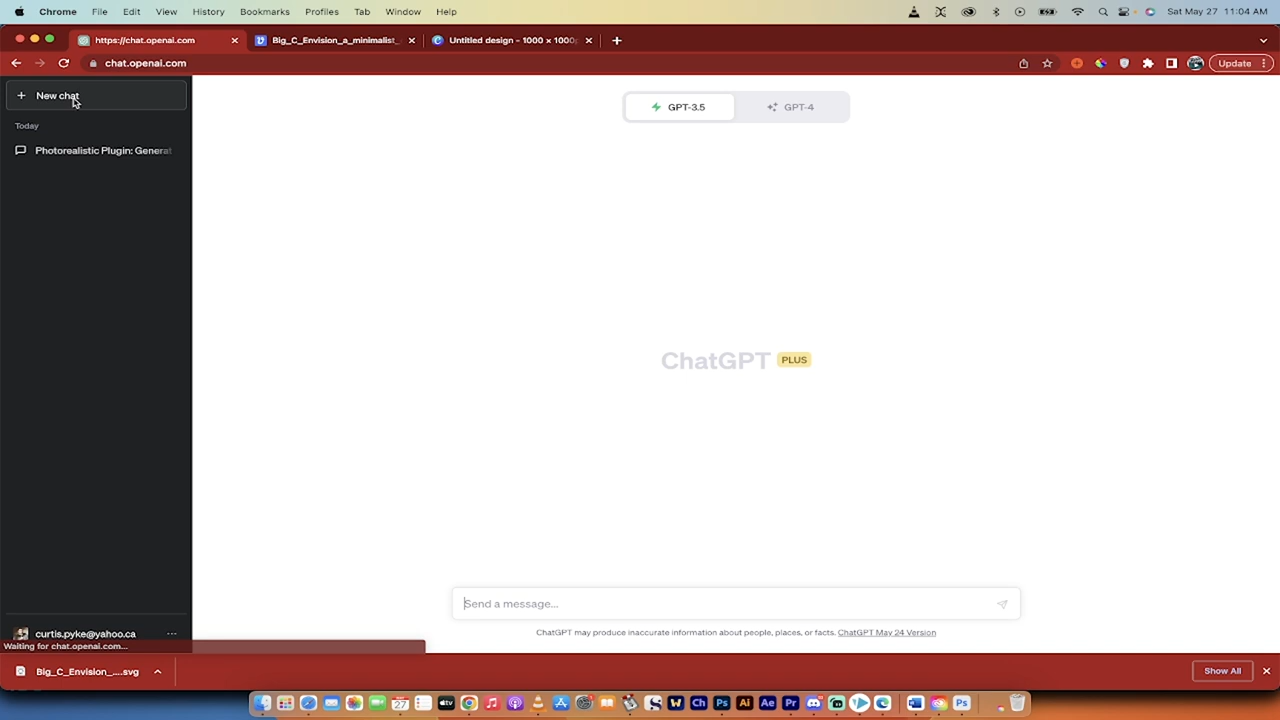 Chrome File Edit View History Bookmarks Profiles Tab Window Help
Sat May 27 11:04 AM
https://chat.openai.com
Big_C_Envision_a_minimalist_
Untitled design - 1000 × 1000p
chat.openai.com
Update
New chat
GPT-3.5
GPT-4
Today
Photorealistic Plugin: Generat
ChatGPT PLUS
Send a message...
ChatGPT may produce inaccurate information about people, places, or facts. ChatGPT May 24 Version
curtis.pyke@yahoo.ca
Waiting for chat.openai.com...
Big_C_Envision_....svg
Show All